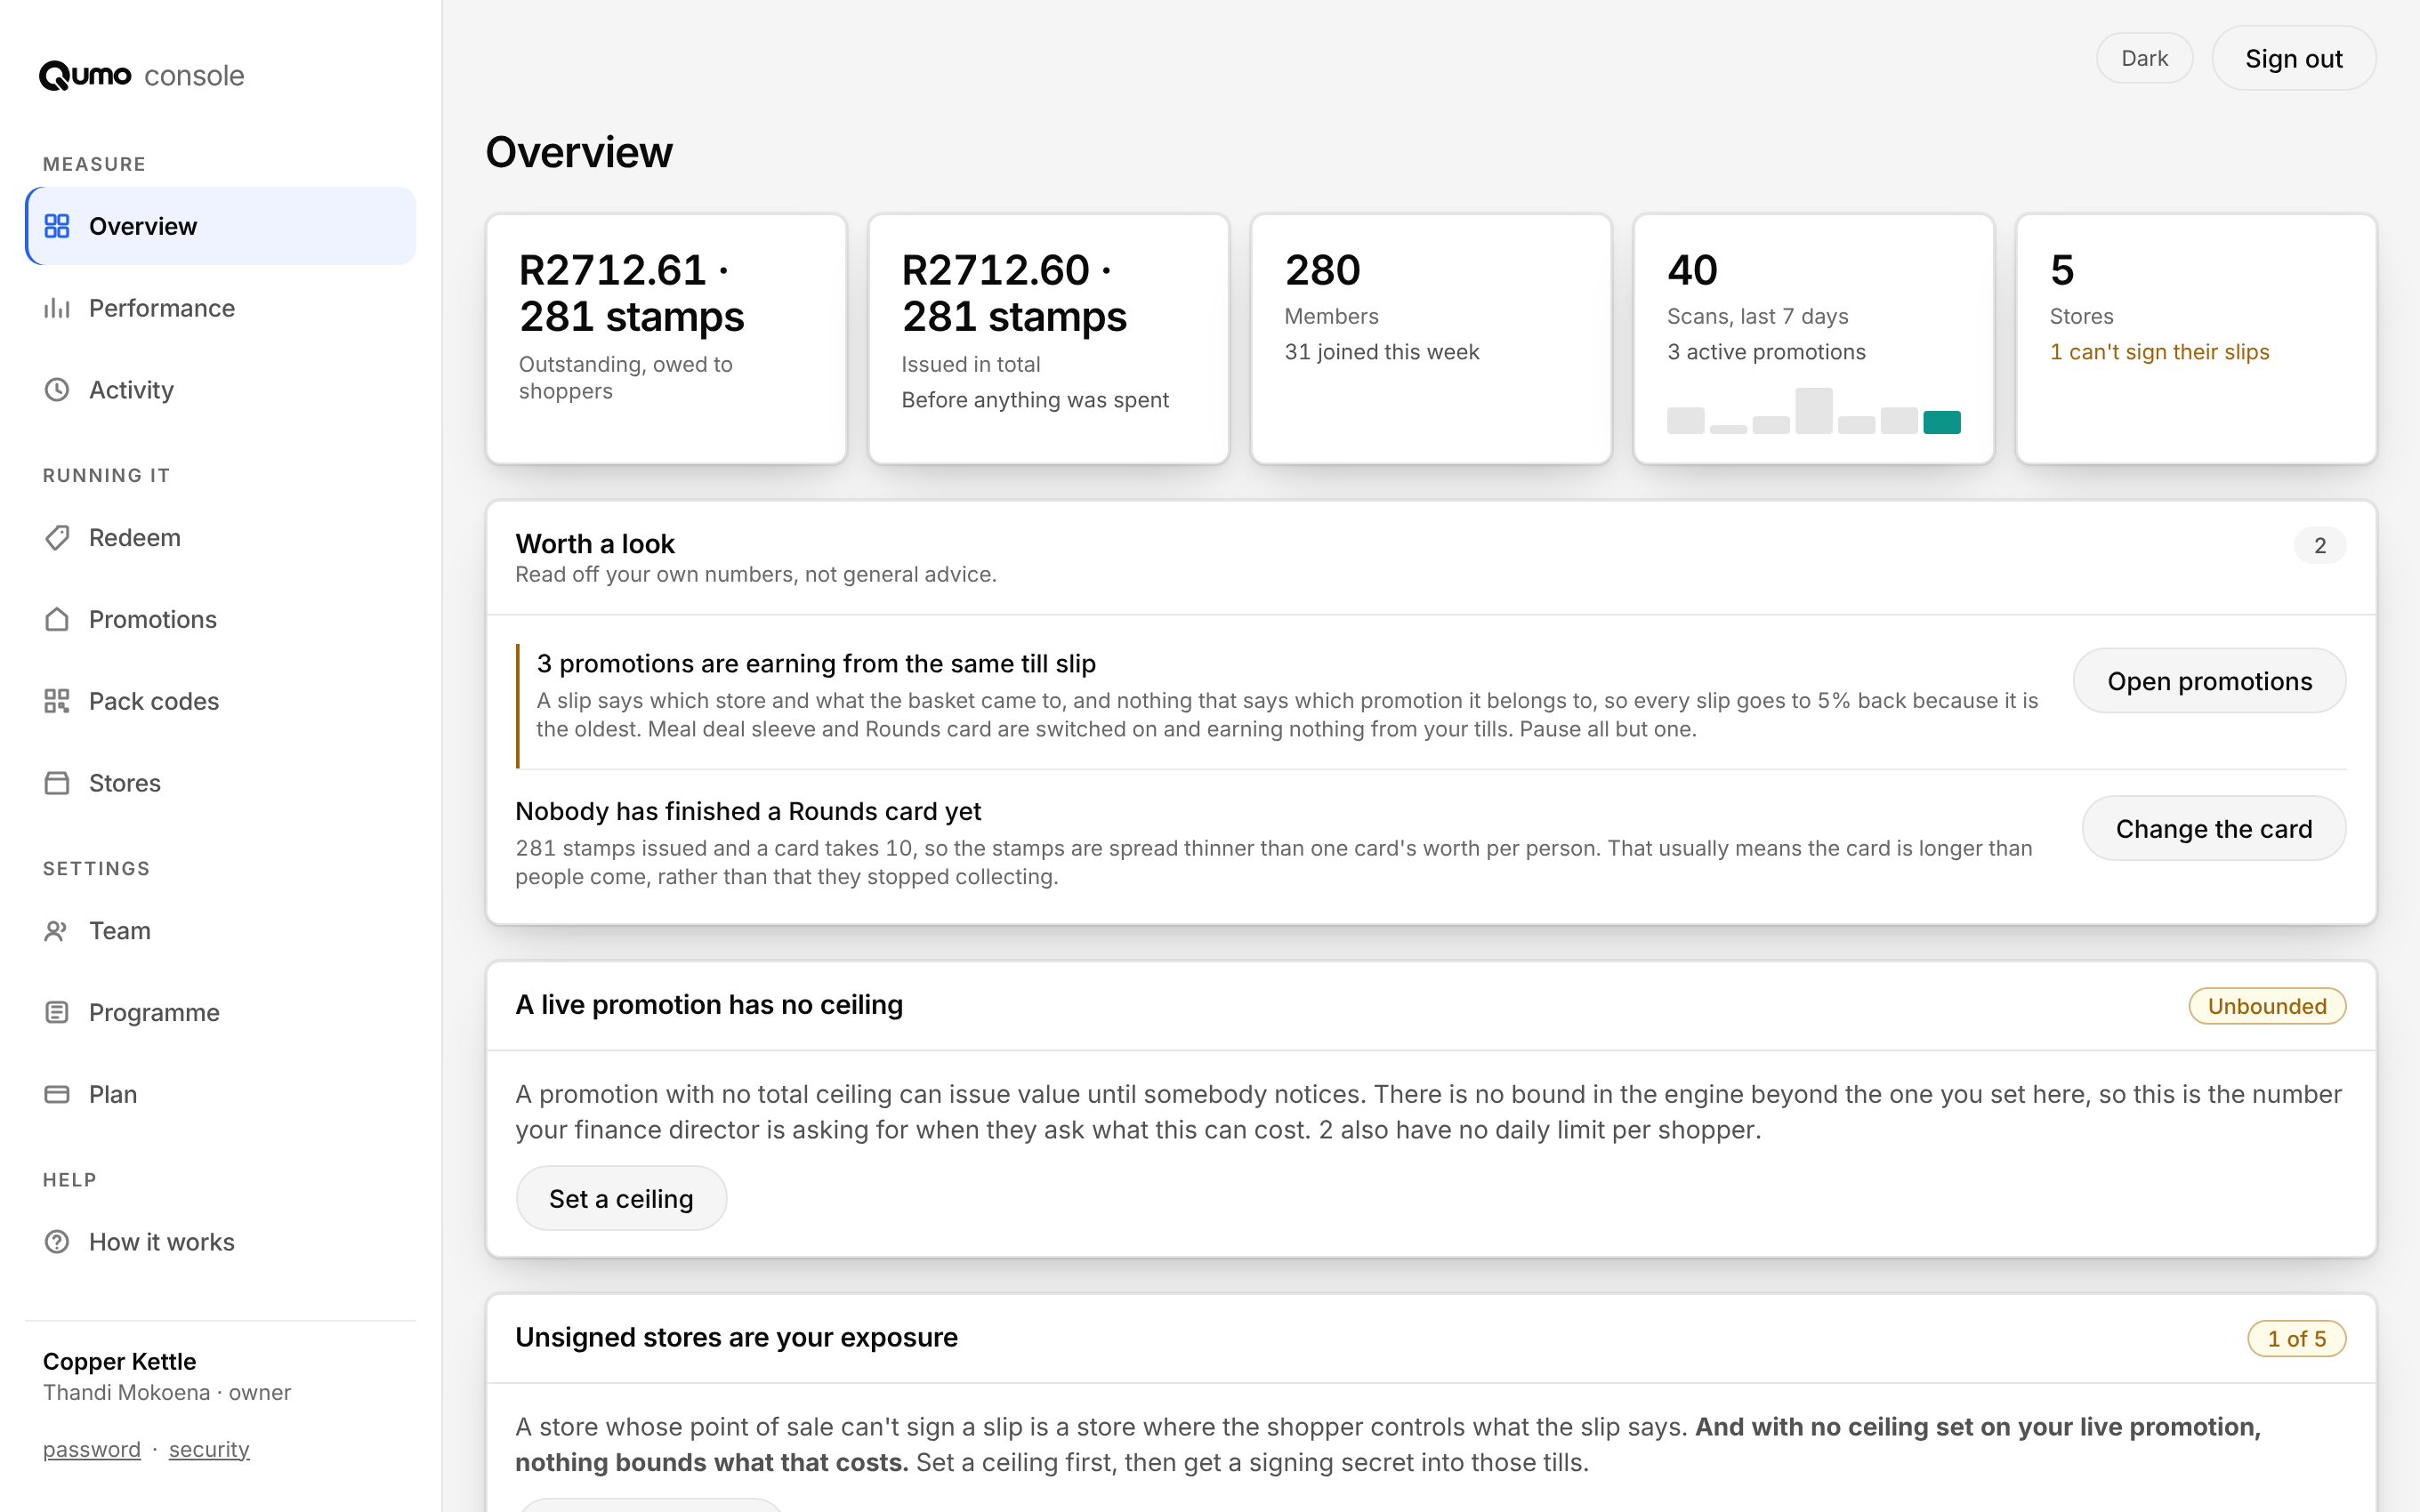 Qumo console
MEASURE
Overview
Performance
Activity
RUNNING IT
Redeem
Promotions
Pack codes
Stores
SETTINGS
Team
Programme
Plan
HELP
How it works
Copper Kettle
Thandi Mokoena · owner
password · security
Dark
Sign out
Overview
R2712.61 ·
281 stamps
Outstanding, owed to
shoppers
R2712.60 ·
281 stamps
Issued in total
Before anything was spent
280
Members
31 joined this week
40
Scans, last 7 days
3 active promotions
5
Stores
1 can't sign their slips
Worth a look
2
Read off your own numbers, not general advice.
3 promotions are earning from the same till slip
A slip says which store and what the basket came to, and nothing that says which promotion it belongs to, so every slip goes to 5% back because it is
the oldest. Meal deal sleeve and Rounds card are switched on and earning nothing from your tills. Pause all but one.
Open promotions
Nobody has finished a Rounds card yet
281 stamps issued and a card takes 10, so the stamps are spread thinner than one card's worth per person. That usually means the card is longer than
people come, rather than that they stopped collecting.
Change the card
A live promotion has no ceiling
Unbounded
A promotion with no total ceiling can issue value until somebody notices. There is no bound in the engine beyond the one you set here, so this is the number
your finance director is asking for when they ask what this can cost. 2 also have no daily limit per shopper.
Set a ceiling
Unsigned stores are your exposure
1 of 5
A store whose point of sale can't sign a slip is a store where the shopper controls what the slip says. And with no ceiling set on your live promotion,
nothing bounds what that costs. Set a ceiling first, then get a signing secret into those tills.